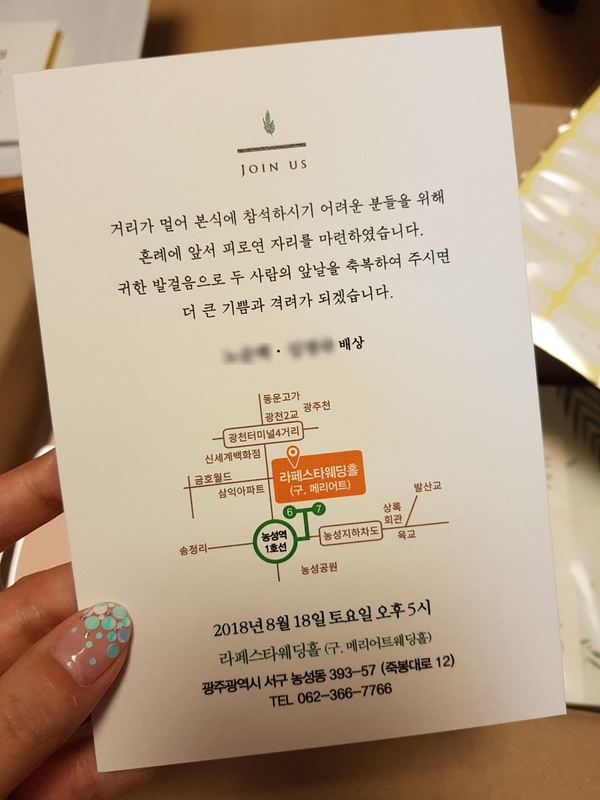 JOIN US
거리가 멀어 본식에 참석하시기 어려운 분들을 위해
혼례에 앞서 피로연 자리를 마련하였습니다.
귀한 발걸음으로 두 사람의 앞날을 축복하여 주시면
더 큰 기쁨과 격려가 되겠습니다.
· 배상
동운고가
광천2교 광주천
광천터미널4거리
신세계백화점
금호월드
삼익아파트
라페스타웨딩홀
(구. 메리어트)
6 7
농성역
1호선
송정리
농성지하차도
상록
회관
발산교
육교
농성공원
2018년 8월 18일 토요일 오후 5시
라페스타웨딩홀 (구. 메리어트웨딩홀)
광주광역시 서구 농성동 393-57 (죽봉대로 12)
TEL 062-366-7766